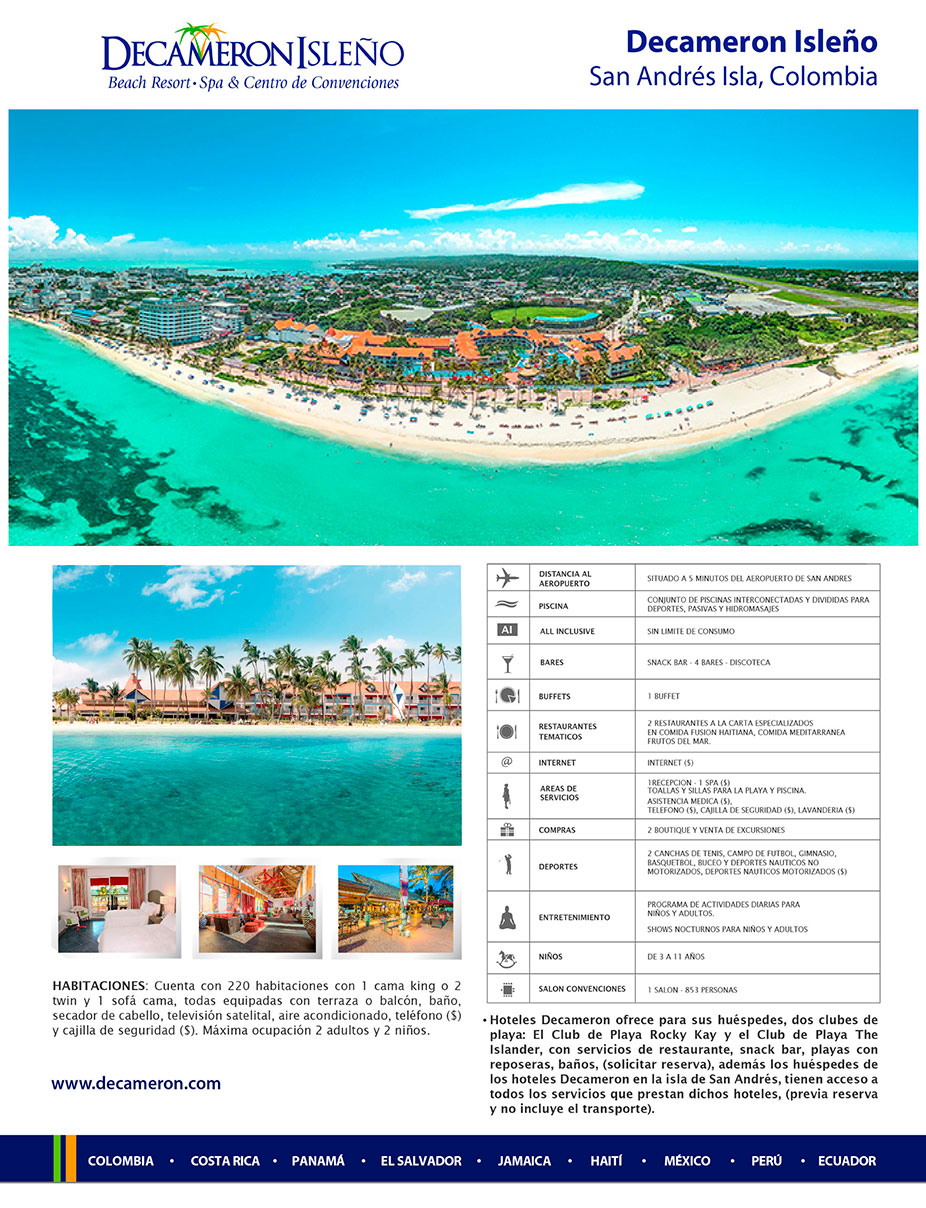 DECAMERON ISLEÑO
Beach Resort • Spa & Centro de Convenciones
Decameron Isleño
San Andrés Isla, Colombia
DISTANCIA AL
AEROPUERTO
SITUADO A 5 MINUTOS DEL AEROPUERTO DE SAN ANDRES
PISCINA
CONJUNTO DE PISCINAS INTERCONECTADAS Y DIVIDIDAS PARA
DEPORTES, PASIVAS Y HIDROMASAJES
AI
ALL INCLUSIVE
SIN LIMITE DE CONSUMO
BARES
SNACK BAR - 4 BARES - DISCOTECA
BUFFETS
1 BUFFET
RESTAURANTES
TEMATICOS
2 RESTAURANTES A LA CARTA ESPECIALIZADOS
EN COMIDA FUSION HAITIANA, COMIDA MEDITARRANEA
FRUTOS DEL MAR.
@
INTERNET
INTERNET ($)
AREAS DE
SERVICIOS
1RECEPCION - 1 SPA ($)
TOALLAS Y SILLAS PARA LA PLAYA Y PISCINA.
ASISTENCIA MEDICA ($),
TELEFONO ($), CAJILLA DE SEGURIDAD ($), LAVANDERIA ($)
COMPRAS
2 BOUTIQUE Y VENTA DE EXCURSIONES
DEPORTES
2 CANCHAS DE TENIS, CAMPO DE FUTBOL, GIMNASIO,
BASQUETBOL, BUCEO Y DEPORTES NAUTICOS NO
MOTORIZADOS, DEPORTES NAUTICOS MOTORIZADOS ($)
ENTRETENIMIENTO
PROGRAMA DE ACTIVIDADES DIARIAS PARA
NIÑOS Y ADULTOS.
SHOWS NOCTURNOS PARA NIÑOS Y ADULTOS
NIÑOS
DE 3 A 11 AÑOS
SALON CONVENCIONES
1 SALON - 853 PERSONAS
HABITACIONES: Cuenta con 220 habitaciones con 1 cama king o 2
twin y 1 sofá cama, todas equipadas con terraza o balcón, baño,
secador de cabello, televisión satelital, aire acondicionado, teléfono ($)
y cajilla de seguridad ($). Máxima ocupación 2 adultos y 2 niños.
www.decameron.com
• Hoteles Decameron ofrece para sus huéspedes, dos clubes de
playa: El Club de Playa Rocky Kay y el Club de Playa The
Islander, con servicios de restaurante, snack bar, playas con
reposeras, baños, (solicitar reserva), además los huéspedes de
los hoteles Decameron en la isla de San Andrés, tienen acceso a
todos los servicios que prestan dichos hoteles, (previa reserva
y no incluye el transporte).
COLOMBIA • COSTA RICA • PANAMÁ • EL SALVADOR • JAMAICA • HAITÍ • MÉXICO • PERÚ • ECUADOR